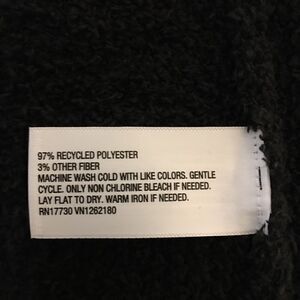 97% RECYCLED POLYESTER
3% OTHER FIBER
MACHINE WASH COLD WITH LIKE COLORS. GENTLE
CYCLE. ONLY NON CHLORINE BLEACH IF NEEDED.
LAY FLAT TO DRY. WARM IRON IF NEEDED.
RN17730 VN1262180